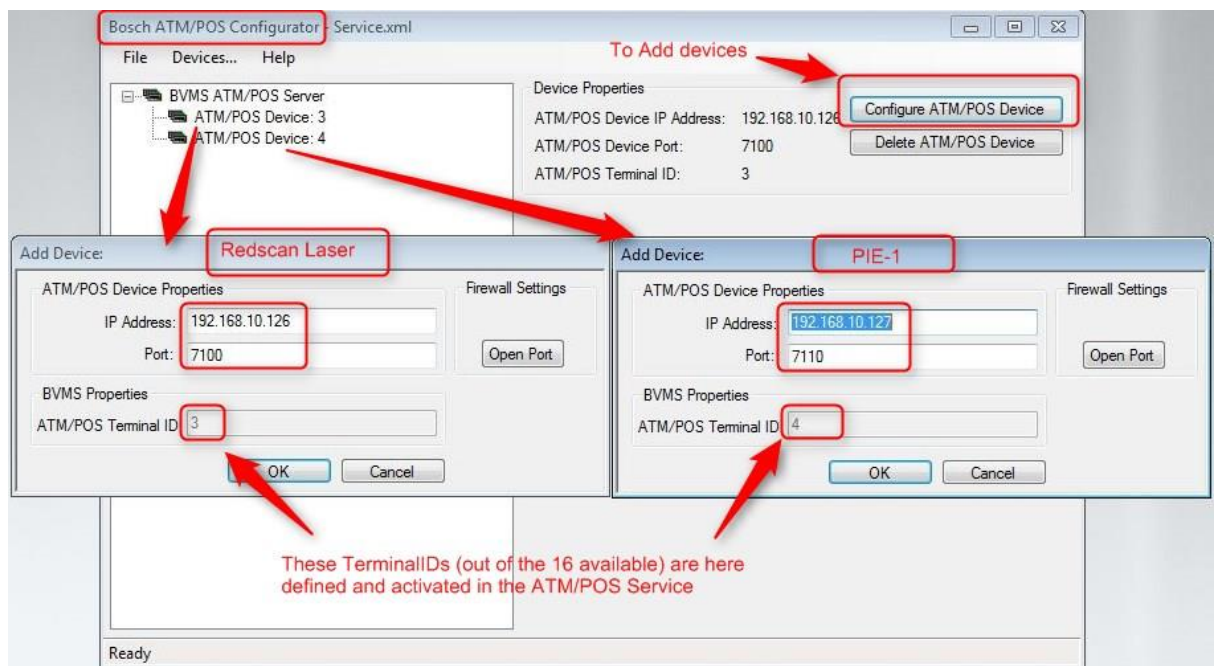 Bosch ATM/POS Configurator - Service.xml
File Devices... Help
To Add devices
BVMS ATM/POS Server
ATM/POS Device: 3
ATM/POS Device: 4
Device Properties
ATM/POS Device IP Address: 192.168.10.126
Configure ATM/POS Device
ATM/POS Device Port: 7100
Delete ATM/POS Device
ATM/POS Terminal ID: 3
Add Device:
Redscan Laser
ATM/POS Device Properties
Firewall Settings
IP Address: 192.168.10.126
Port: 7100
Open Port
BVMS Properties
ATM/POS Terminal ID 3
OK Cancel
Add Device:
PIE-1
ATM/POS Device Properties
Firewall Settings
IP Address: 192.168.10.127
Port: 7110
Open Port
BVMS Properties
ATM/POS Terminal ID 4
OK Cancel
These TerminalIDs (out of the 16 available) are here
defined and activated in the ATM/POS Service
Ready